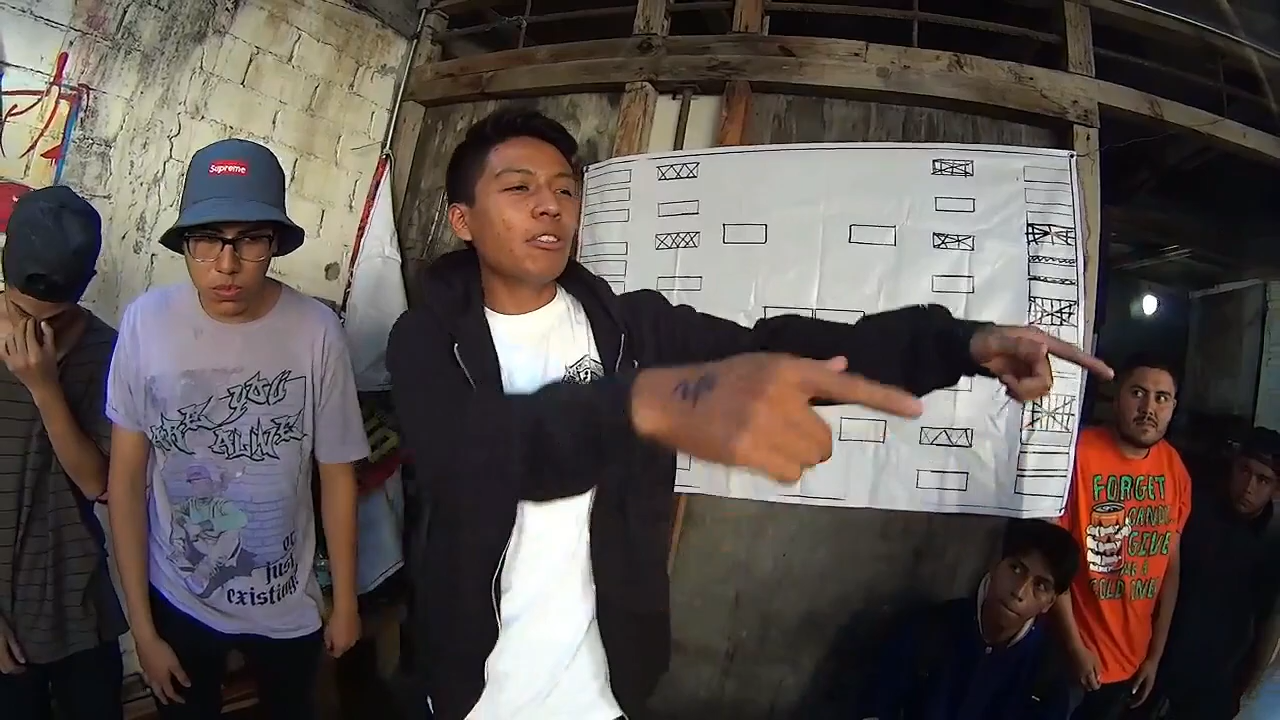 Supreme
ARE YOU
ALIVE
or
just
existing?
FORGET
CANDY
GIVE
ME A
COLD ONE